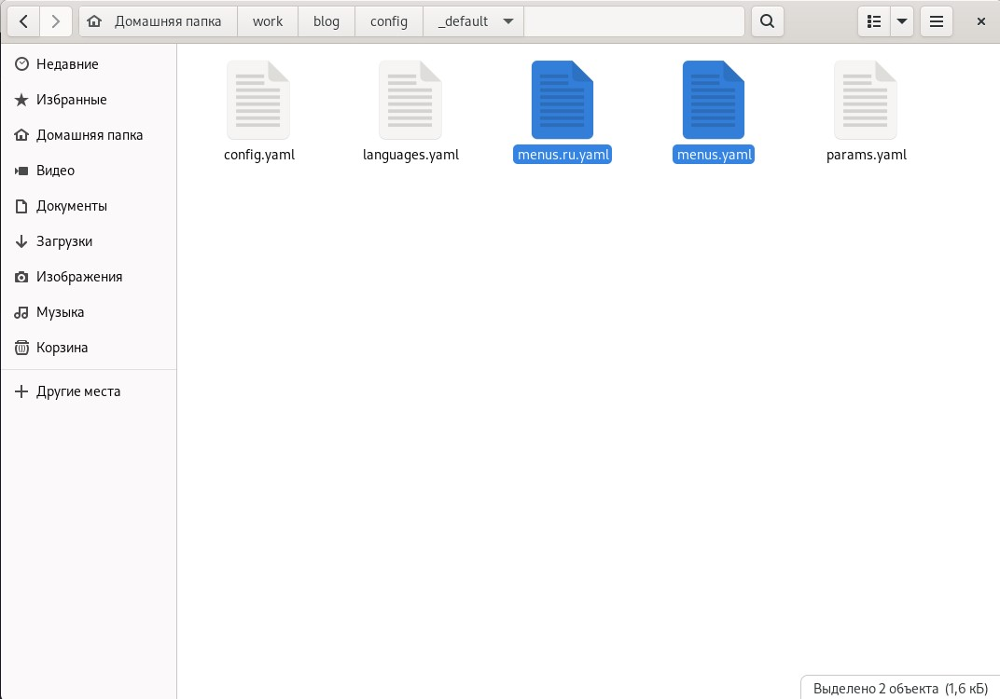 Домашняя папка work blog config _default
Недавние
Избранные
Домашняя папка
Видео
Документы
Загрузки
Изображения
Музыка
Корзина
Другие места
config.yaml languages.yaml menus.ru.yaml menus.yaml params.yaml
Выделено 2 объекта (1,6 кБ)